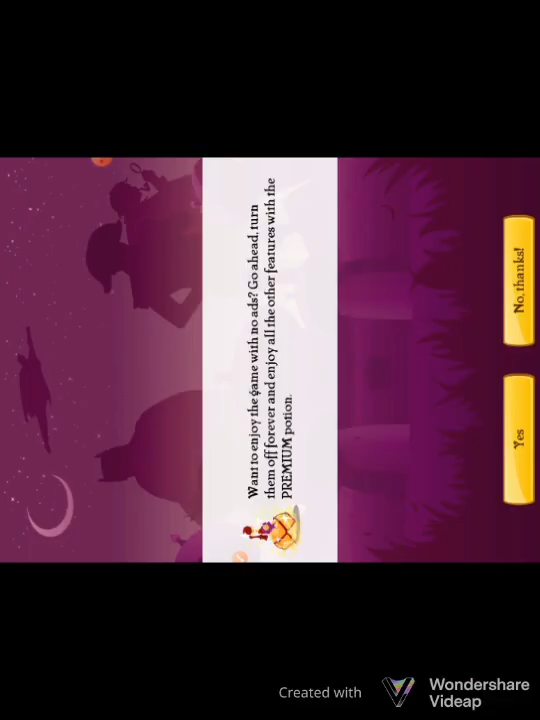 Want to enjoy the game with no ads? Go ahead, turn
them off forever and enjoy all the other features with the
PREMIUM potion.
Yes
No, thanks!
Created with
Wondershare
Videap